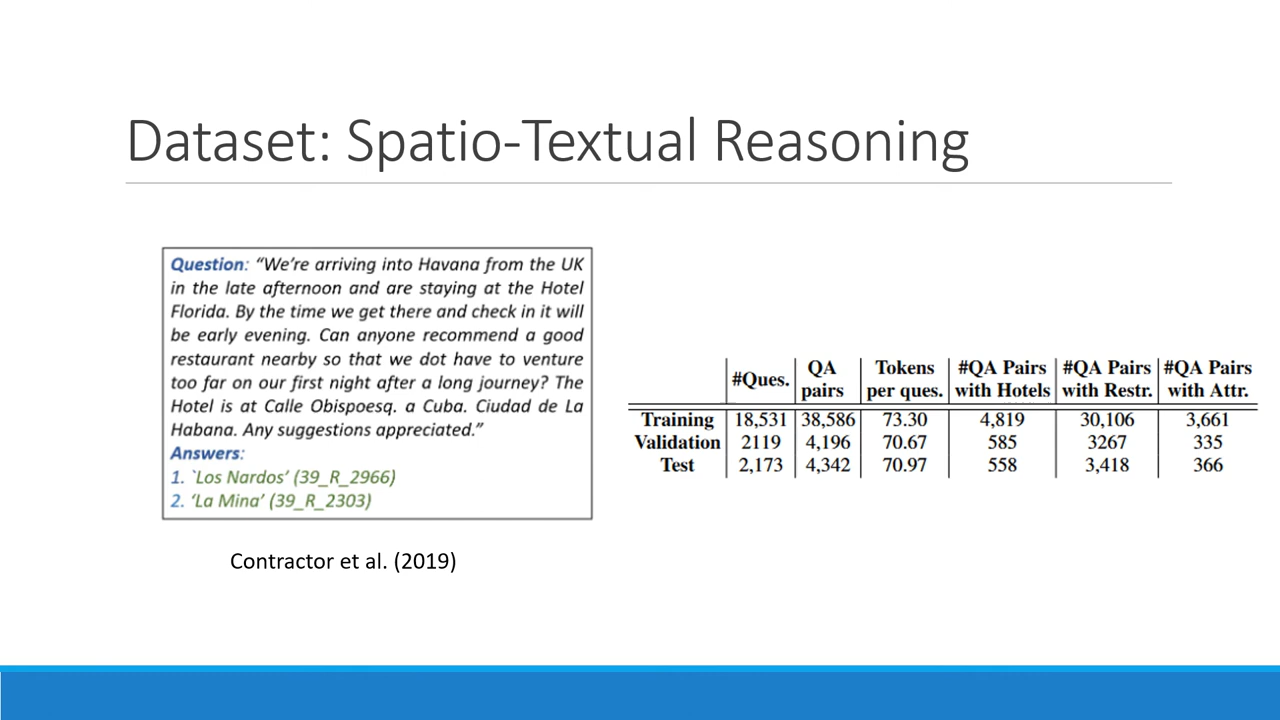 Dataset: Spatio-Textual Reasoning
Question: “We’re arriving into Havana from the UK
in the late afternoon and are staying at the Hotel
Florida. By the time we get there and check in it will
be early evening. Can anyone recommend a good
restaurant nearby so that we dot have to venture
too far on our first night after a long journey? The
Hotel is at Calle Obispoesq. a Cuba. Ciudad de La
Habana. Any suggestions appreciated.”
Answers:
1. `Los Nardos’ (39_R_2966)
2. ‘La Mina’ (39_R_2303)
Contractor et al. (2019)
#Ques. QA pairs Tokens per ques. #QA Pairs with Hotels #QA Pairs with Restr. #QA Pairs with Attr.
Training 18,531 38,586 73.30 4,819 30,106 3,661
Validation 2119 4,196 70.67 585 3267 335
Test 2,173 4,342 70.97 558 3,418 366